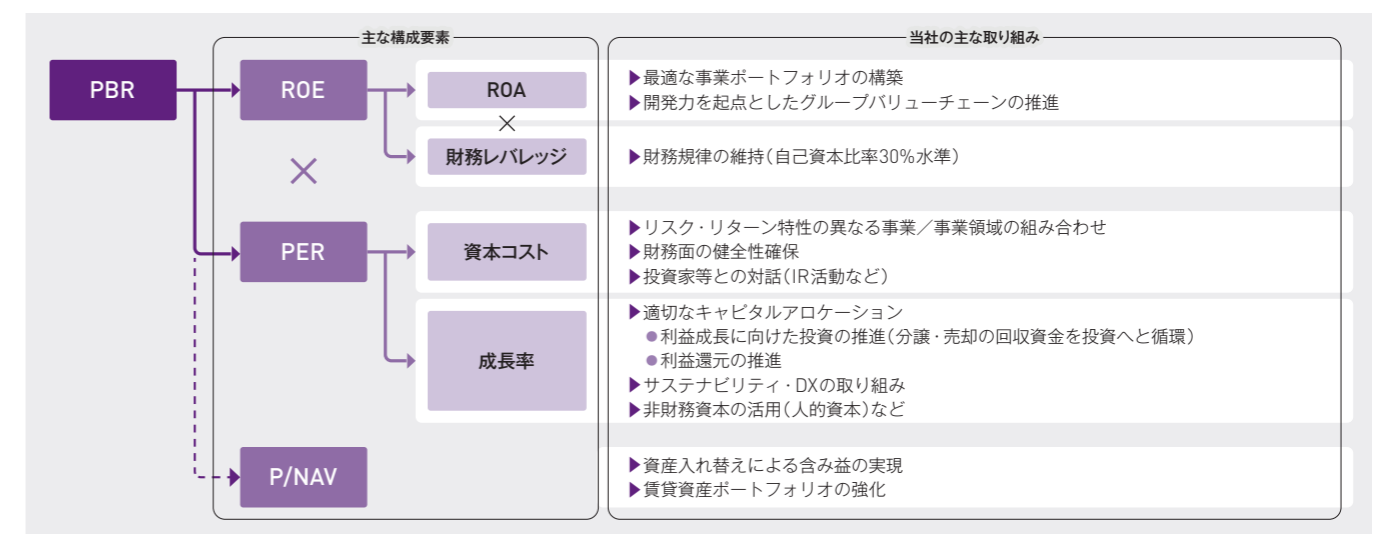 主な構成要素
当社の主な取り組み
PBR
ROE
ROA
▶最適な事業ポートフォリオの構築
▶開発力を起点としたグループバリューチェーンの推進
×
×
財務レバレッジ
▶財務規律の維持(自己資本比率30%水準)
PER
資本コスト
▶リスク・リターン特性の異なる事業／事業領域の組み合わせ
▶財務面の健全性確保
▶投資家等との対話(IR活動など)
成長率
▶適切なキャピタルアロケーション
●利益成長に向けた投資の推進(分譲・売却の回収資金を投資へと循環)
●利益還元の推進
▶サステナビリティ・DXの取り組み
▶非財務資本の活用(人的資本)など
P/NAV
▶資産入れ替えによる含み益の実現
▶賃貸資産ポートフォリオの強化